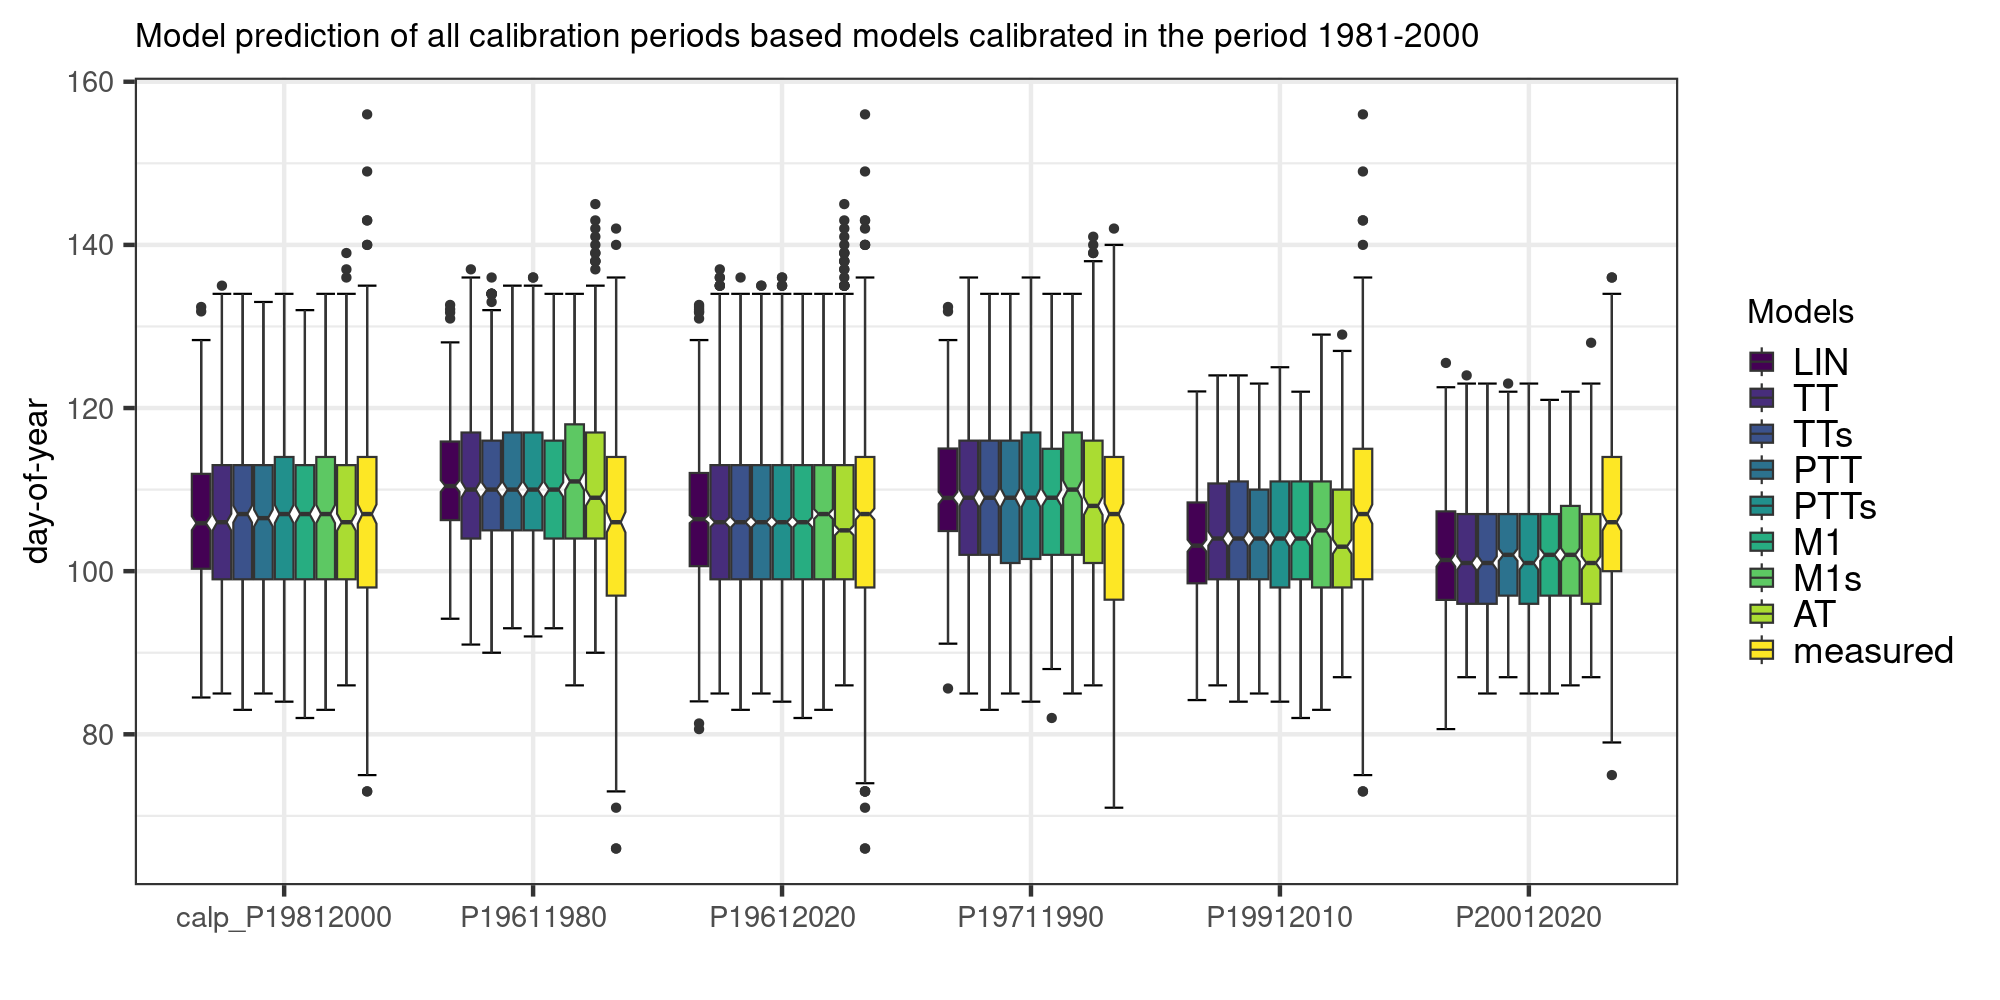 Model prediction of all calibration periods based models calibrated in the period 1981-2000
160
140
120
100
80
day-of-year
calp_P19812000 P19611980 P19612020 P19711990 P19912010 P20012020
Models
LIN
TT
TTs
PTT
PTTs
M1
M1s
AT
measured